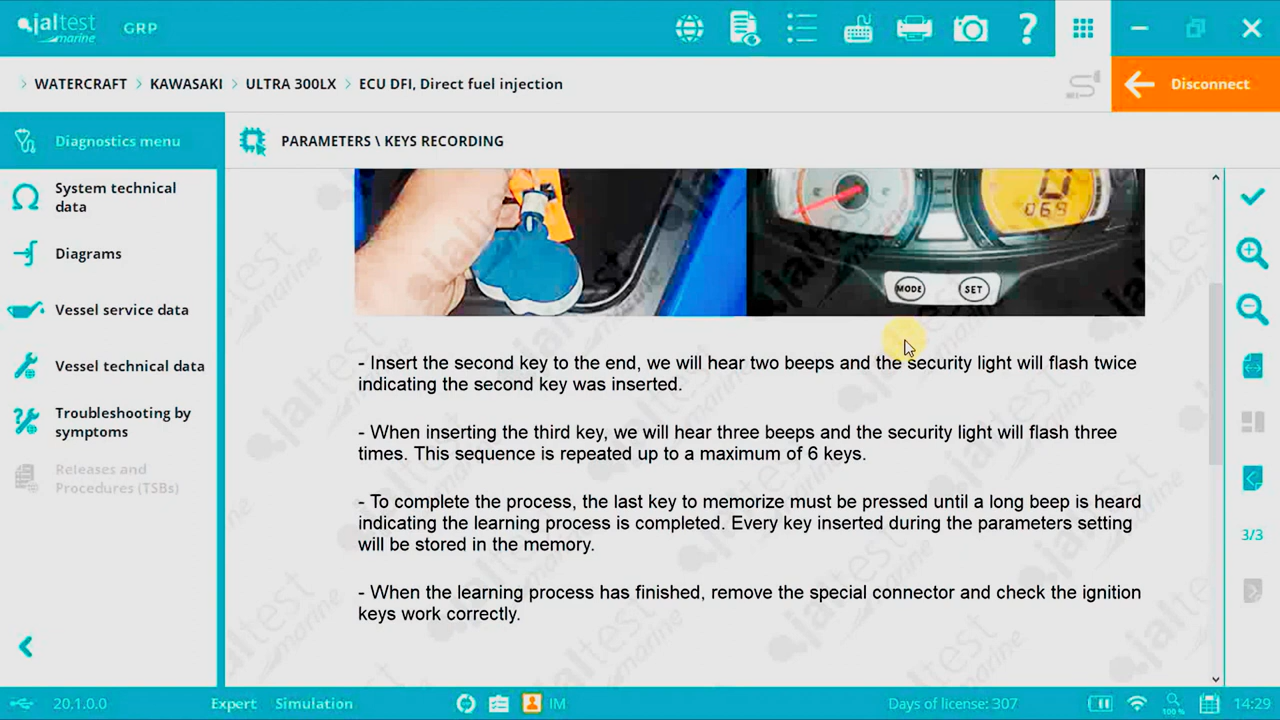 jaltest
marine
GRP
?
WATERCRAFT > KAWASAKI > ULTRA 300LX > ECU DFI, Direct fuel injection
Disconnect
Diagnostics menu
PARAMETERS \ KEYS RECORDING
System technical
data
Diagrams
Vessel service data
Vessel technical data
Troubleshooting by
symptoms
Releases and
Procedures (TSBs)
069
MODE
SET
- Insert the second key to the end, we will hear two beeps and the security light will flash twice
indicating the second key was inserted.
- When inserting the third key, we will hear three beeps and the security light will flash three
times. This sequence is repeated up to a maximum of 6 keys.
- To complete the process, the last key to memorize must be pressed until a long beep is heard
indicating the learning process is completed. Every key inserted during the parameters setting
will be stored in the memory.
- When the learning process has finished, remove the special connector and check the ignition
keys work correctly.
3/3
20.1.0.0
Expert
Simulation
IM
Days of license: 307
100 %
14:29